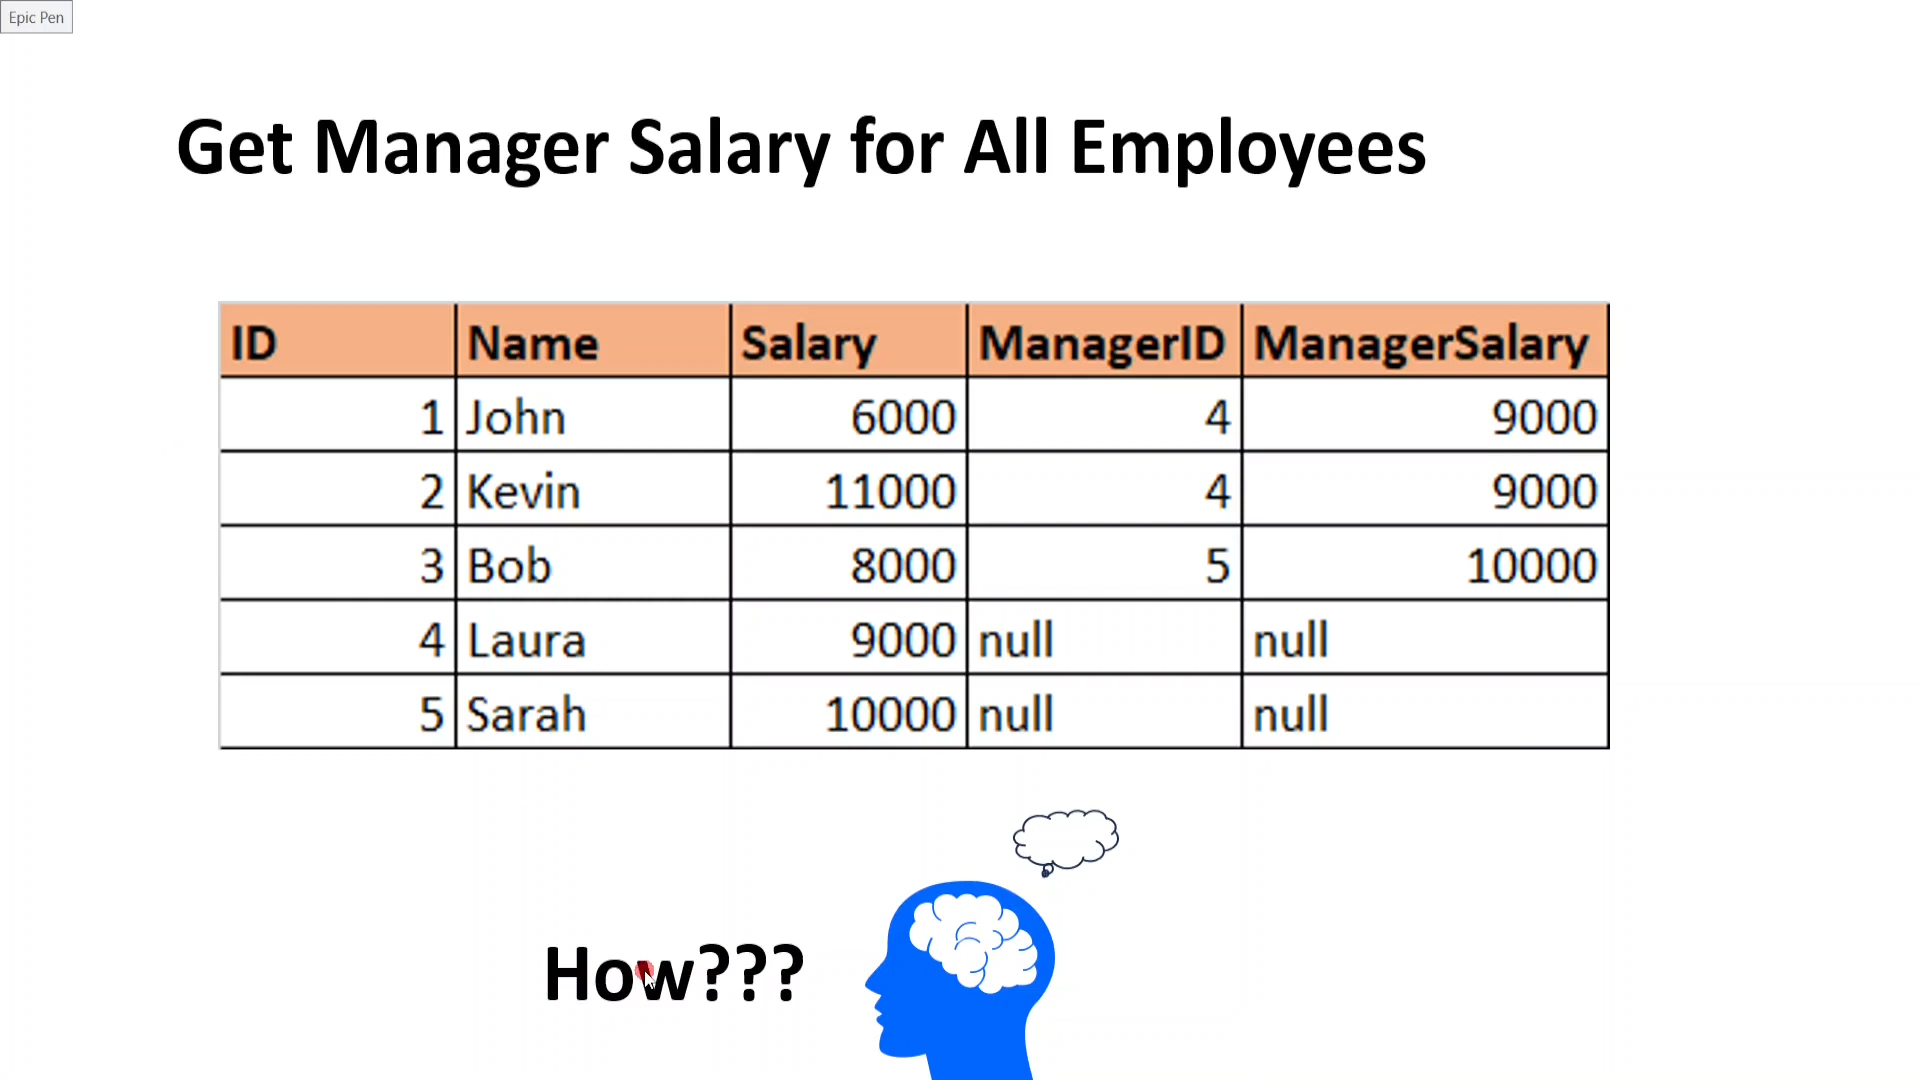 Epic Pen
Get Manager Salary for All Employees
ID Name Salary ManagerID ManagerSalary
1 John 6000 4 9000
2 Kevin 11000 4 9000
3 Bob 8000 5 10000
4 Laura 9000 null null
5 Sarah 10000 null null
How???